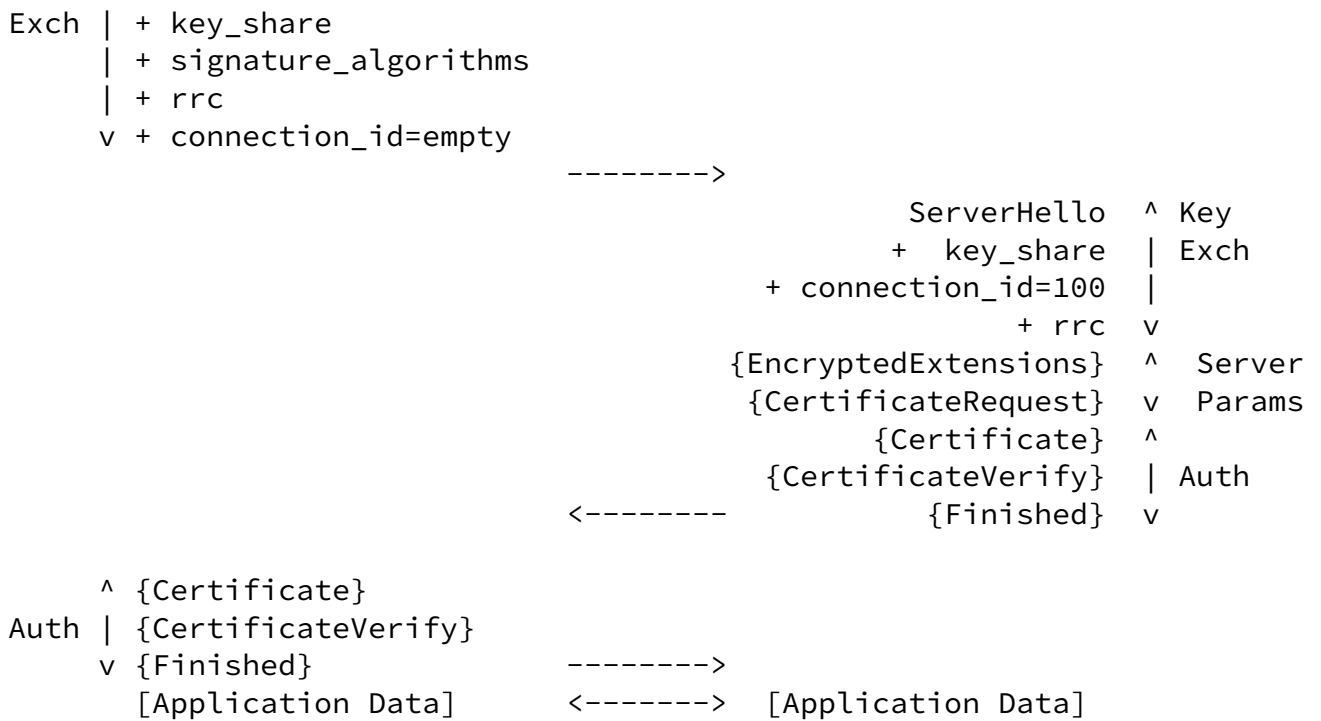 Exch | + key_share
     | + signature_algorithms
     | + rrc
     v + connection_id=empty
                               -------->
                                                  ServerHello  ^ Key
                                                 +  key_share  | Exch
                                          + connection_id=100  |
                                                        + rrc  v
                                        {EncryptedExtensions}  ^  Server
                                         {CertificateRequest}  v  Params
                                                {Certificate}  ^
                                          {CertificateVerify}  | Auth
                               <--------           {Finished}  v

     ^ {Certificate}
Auth | {CertificateVerify}
     v {Finished}              -------->
       [Application Data]      <------->  [Application Data]